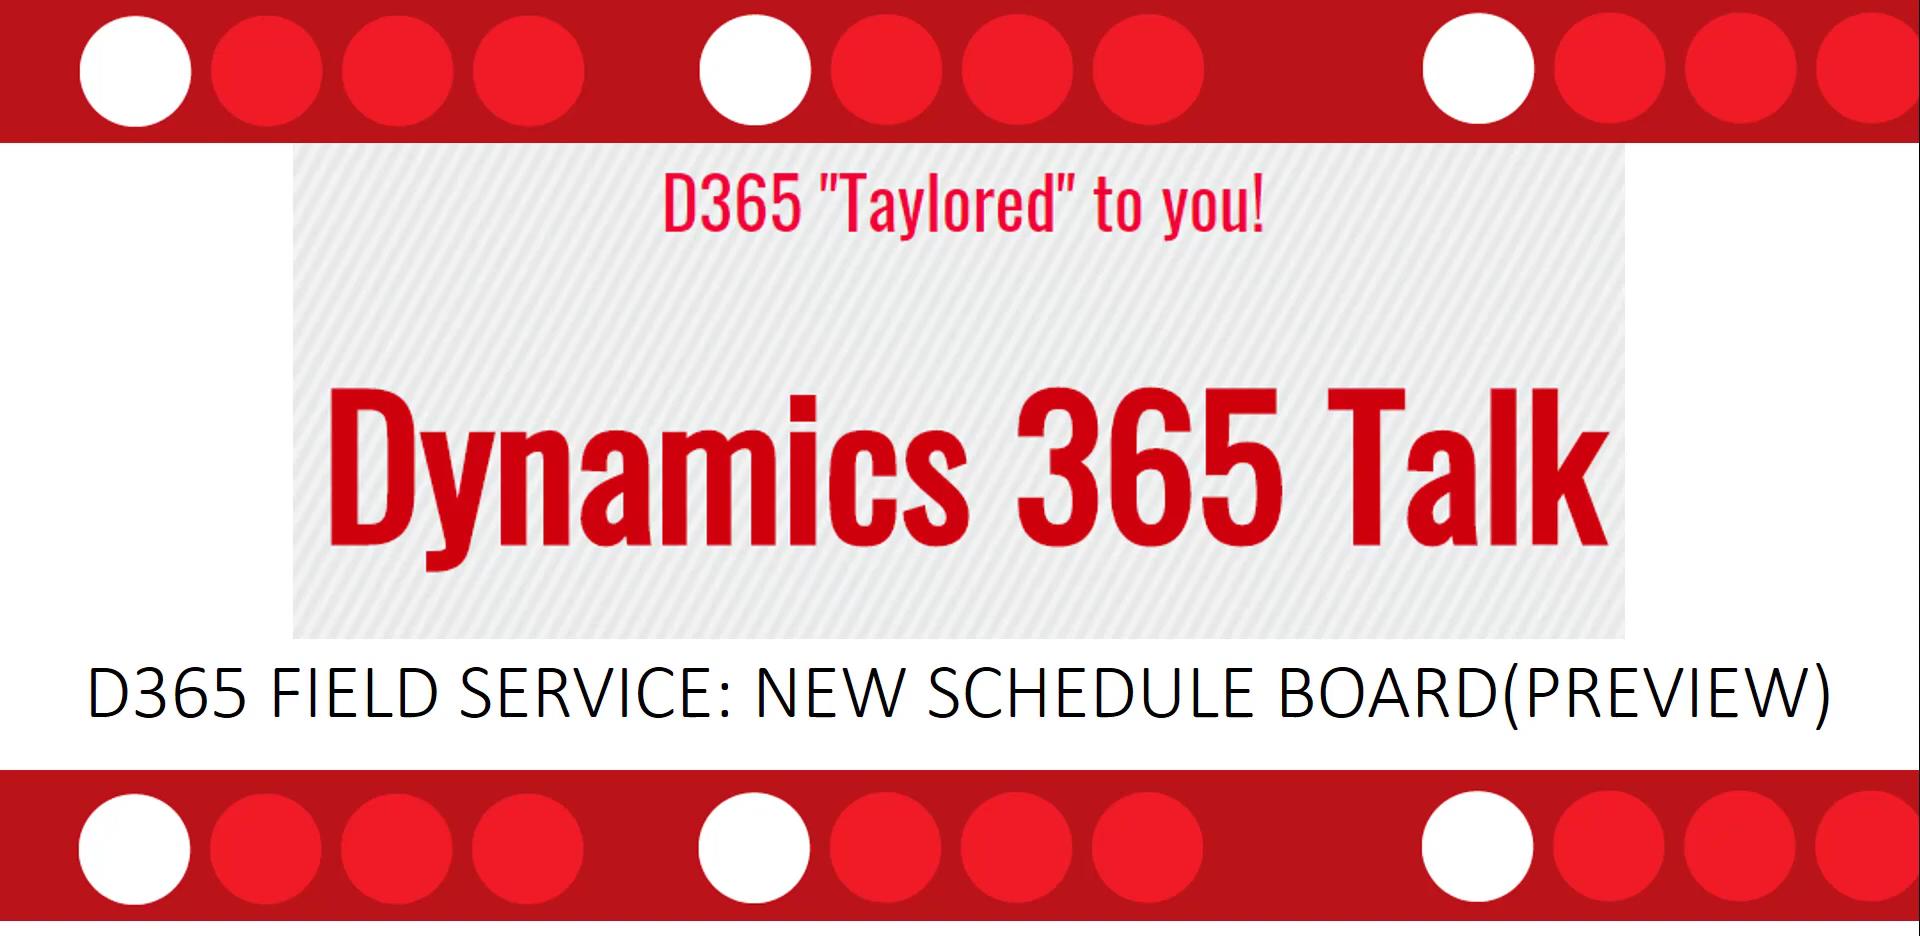 D365 "Taylored" to you!
Dynamics 365 Talk
D365 FIELD SERVICE: NEW SCHEDULE BOARD(PREVIEW)